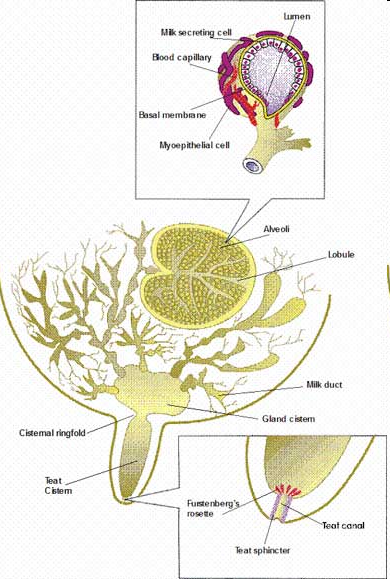 Lumen
Milk secreting cell
Blood capillary
Basal membrane
Myoepithelial cell
Alveoli
Lobule
Milk duct
Gland cistern
Cisternal ringfold
Teat
Cistern
Furstenberg's
rosette
Teat canal
Teat sphincter